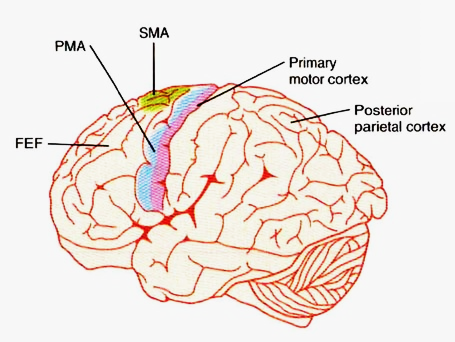 SMA
PMA
Primary
motor cortex
Posterior
parietal cortex
FEF